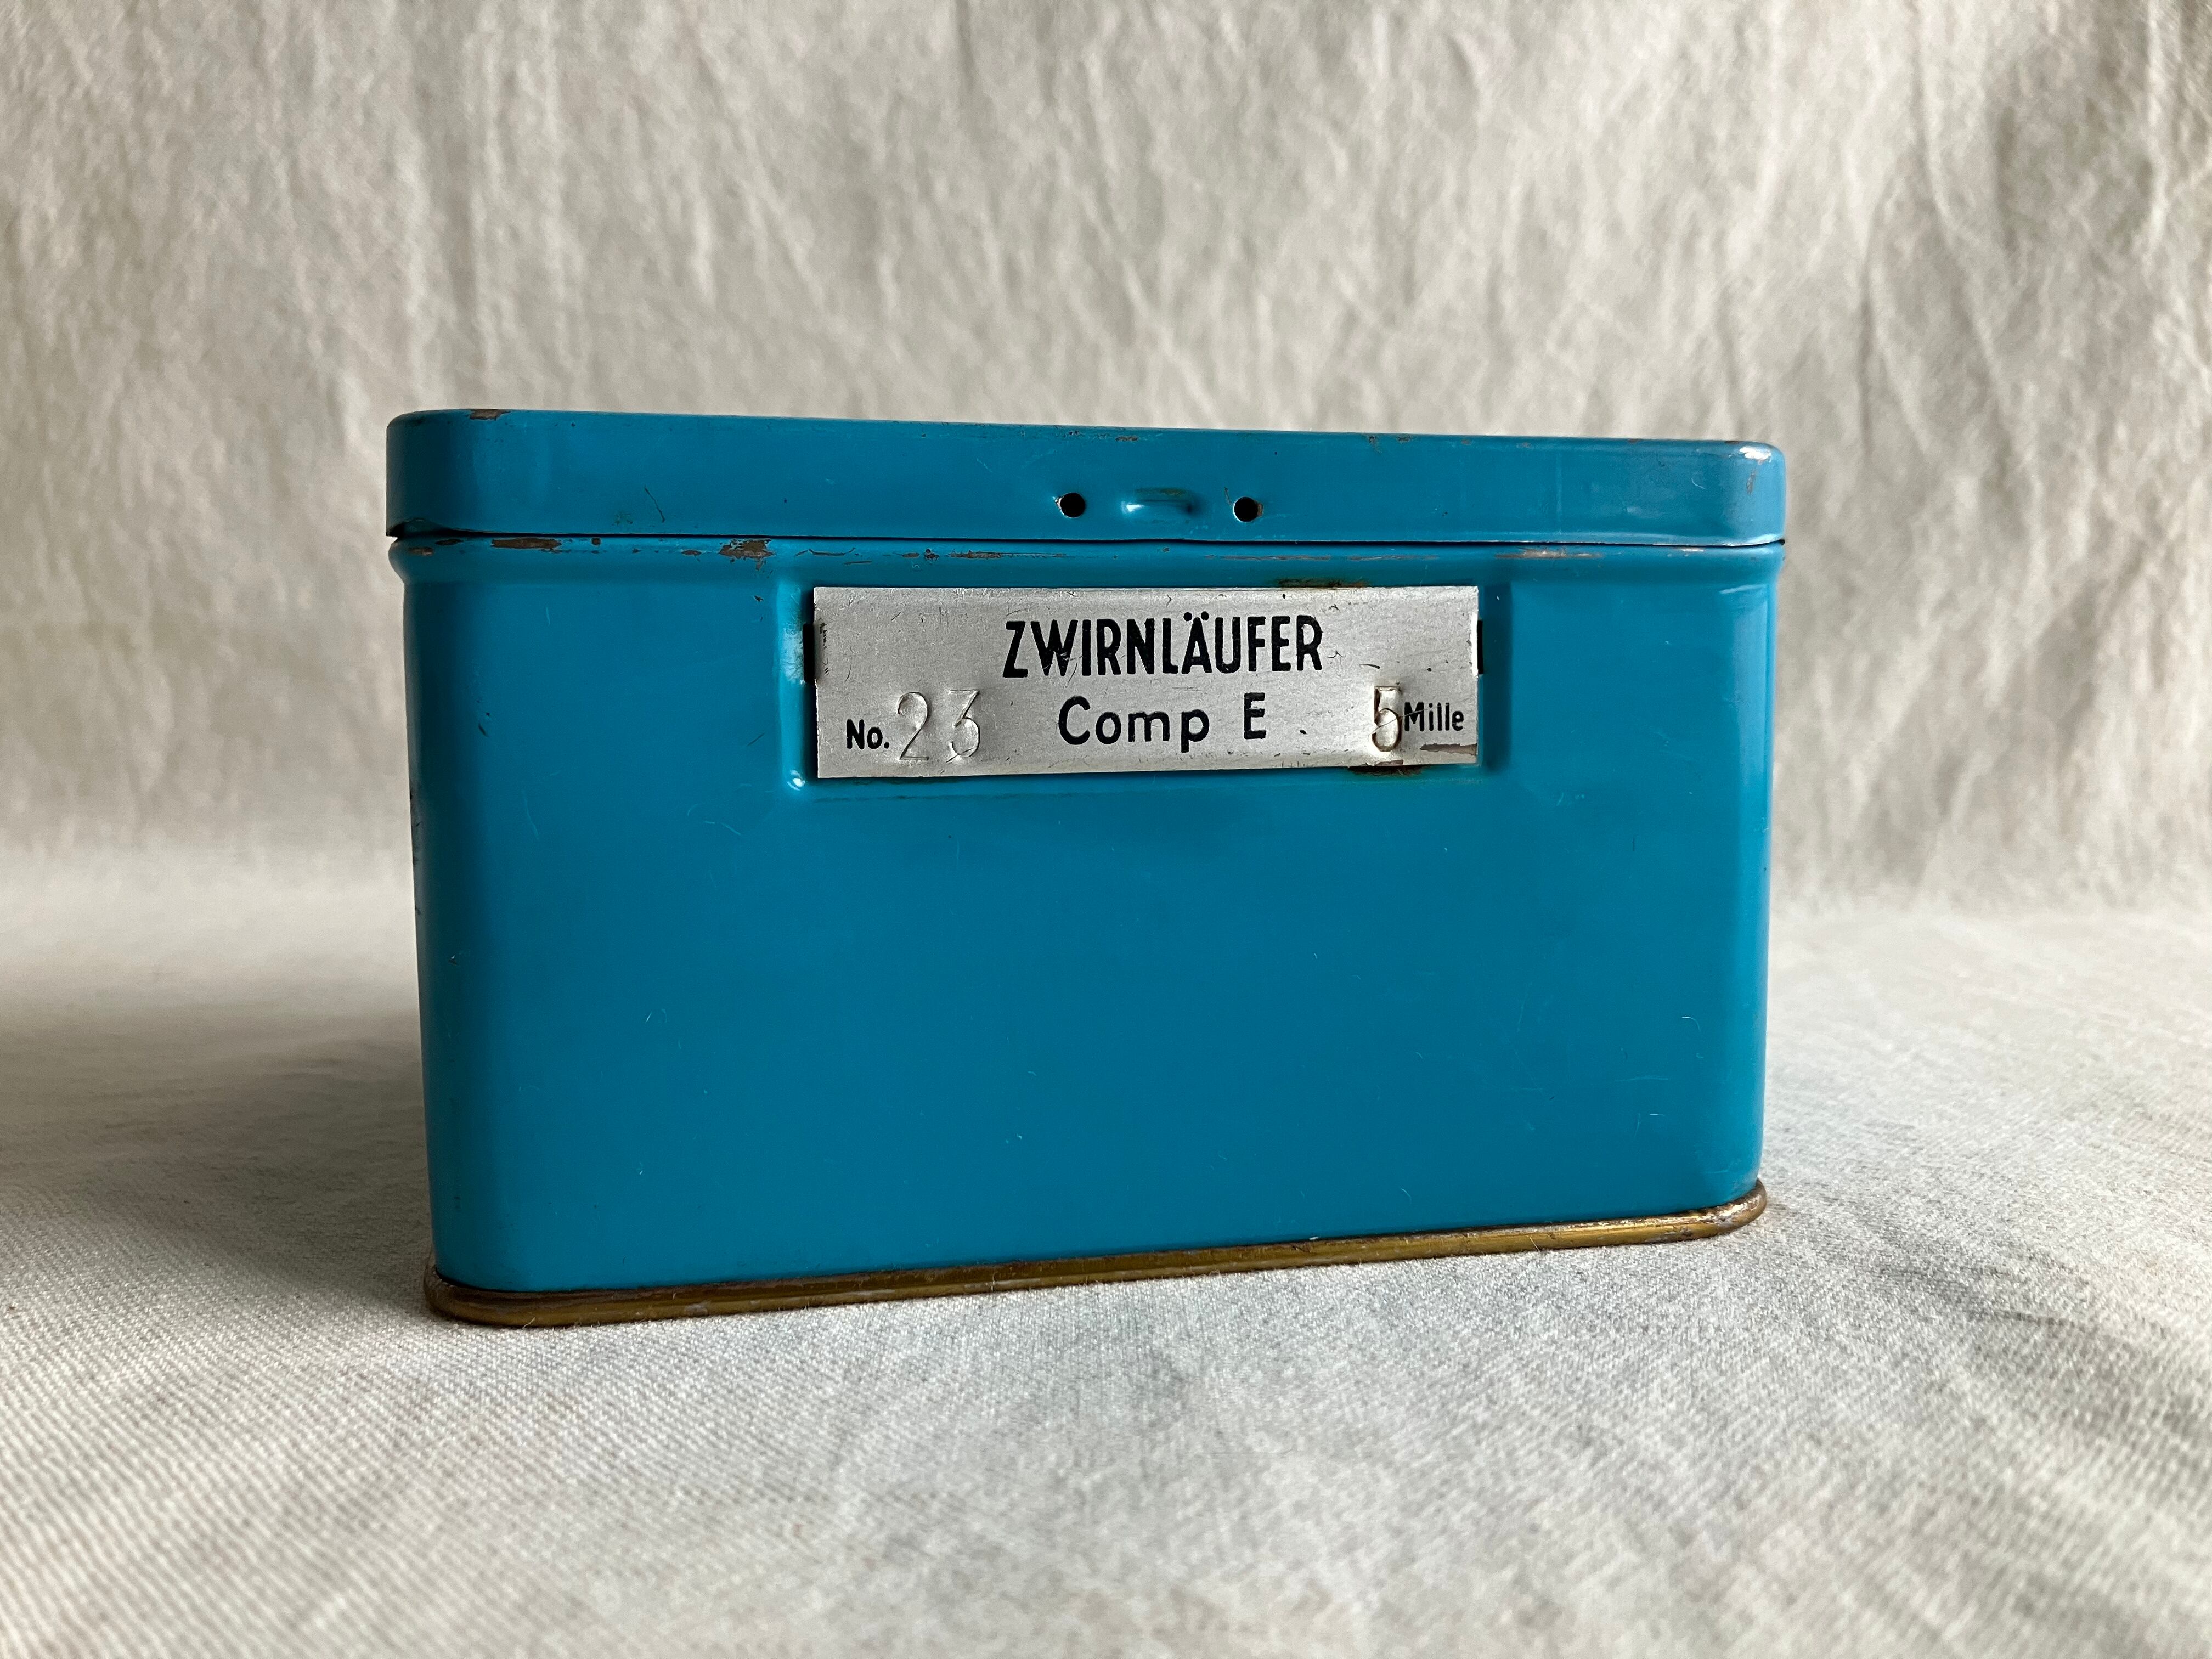 ZWIRNLÄUFER
No. 23 Comp E 5 Mille